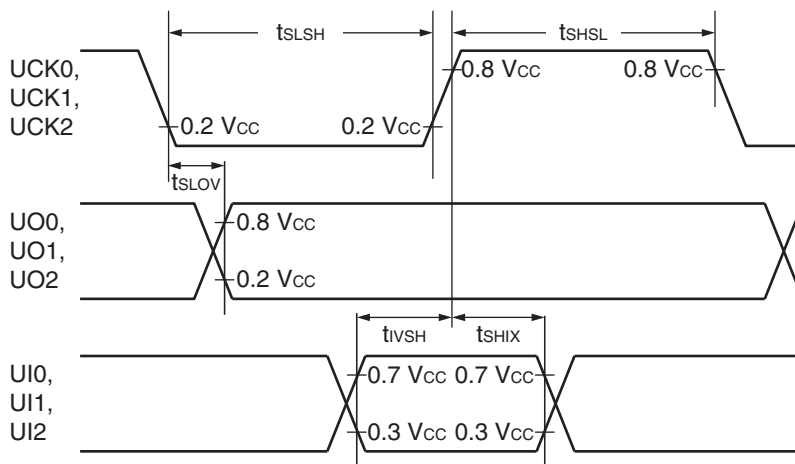 tSLSH tSHSL
UCK0,
UCK1,
UCK2
0.8 VCC 0.8 VCC
0.2 VCC 0.2 VCC
tSLOV
UO0,
UO1,
UO2
0.8 VCC
0.2 VCC
tIVSH tSHIX
UI0,
UI1,
UI2
0.7 VCC 0.7 VCC
0.3 VCC 0.3 VCC